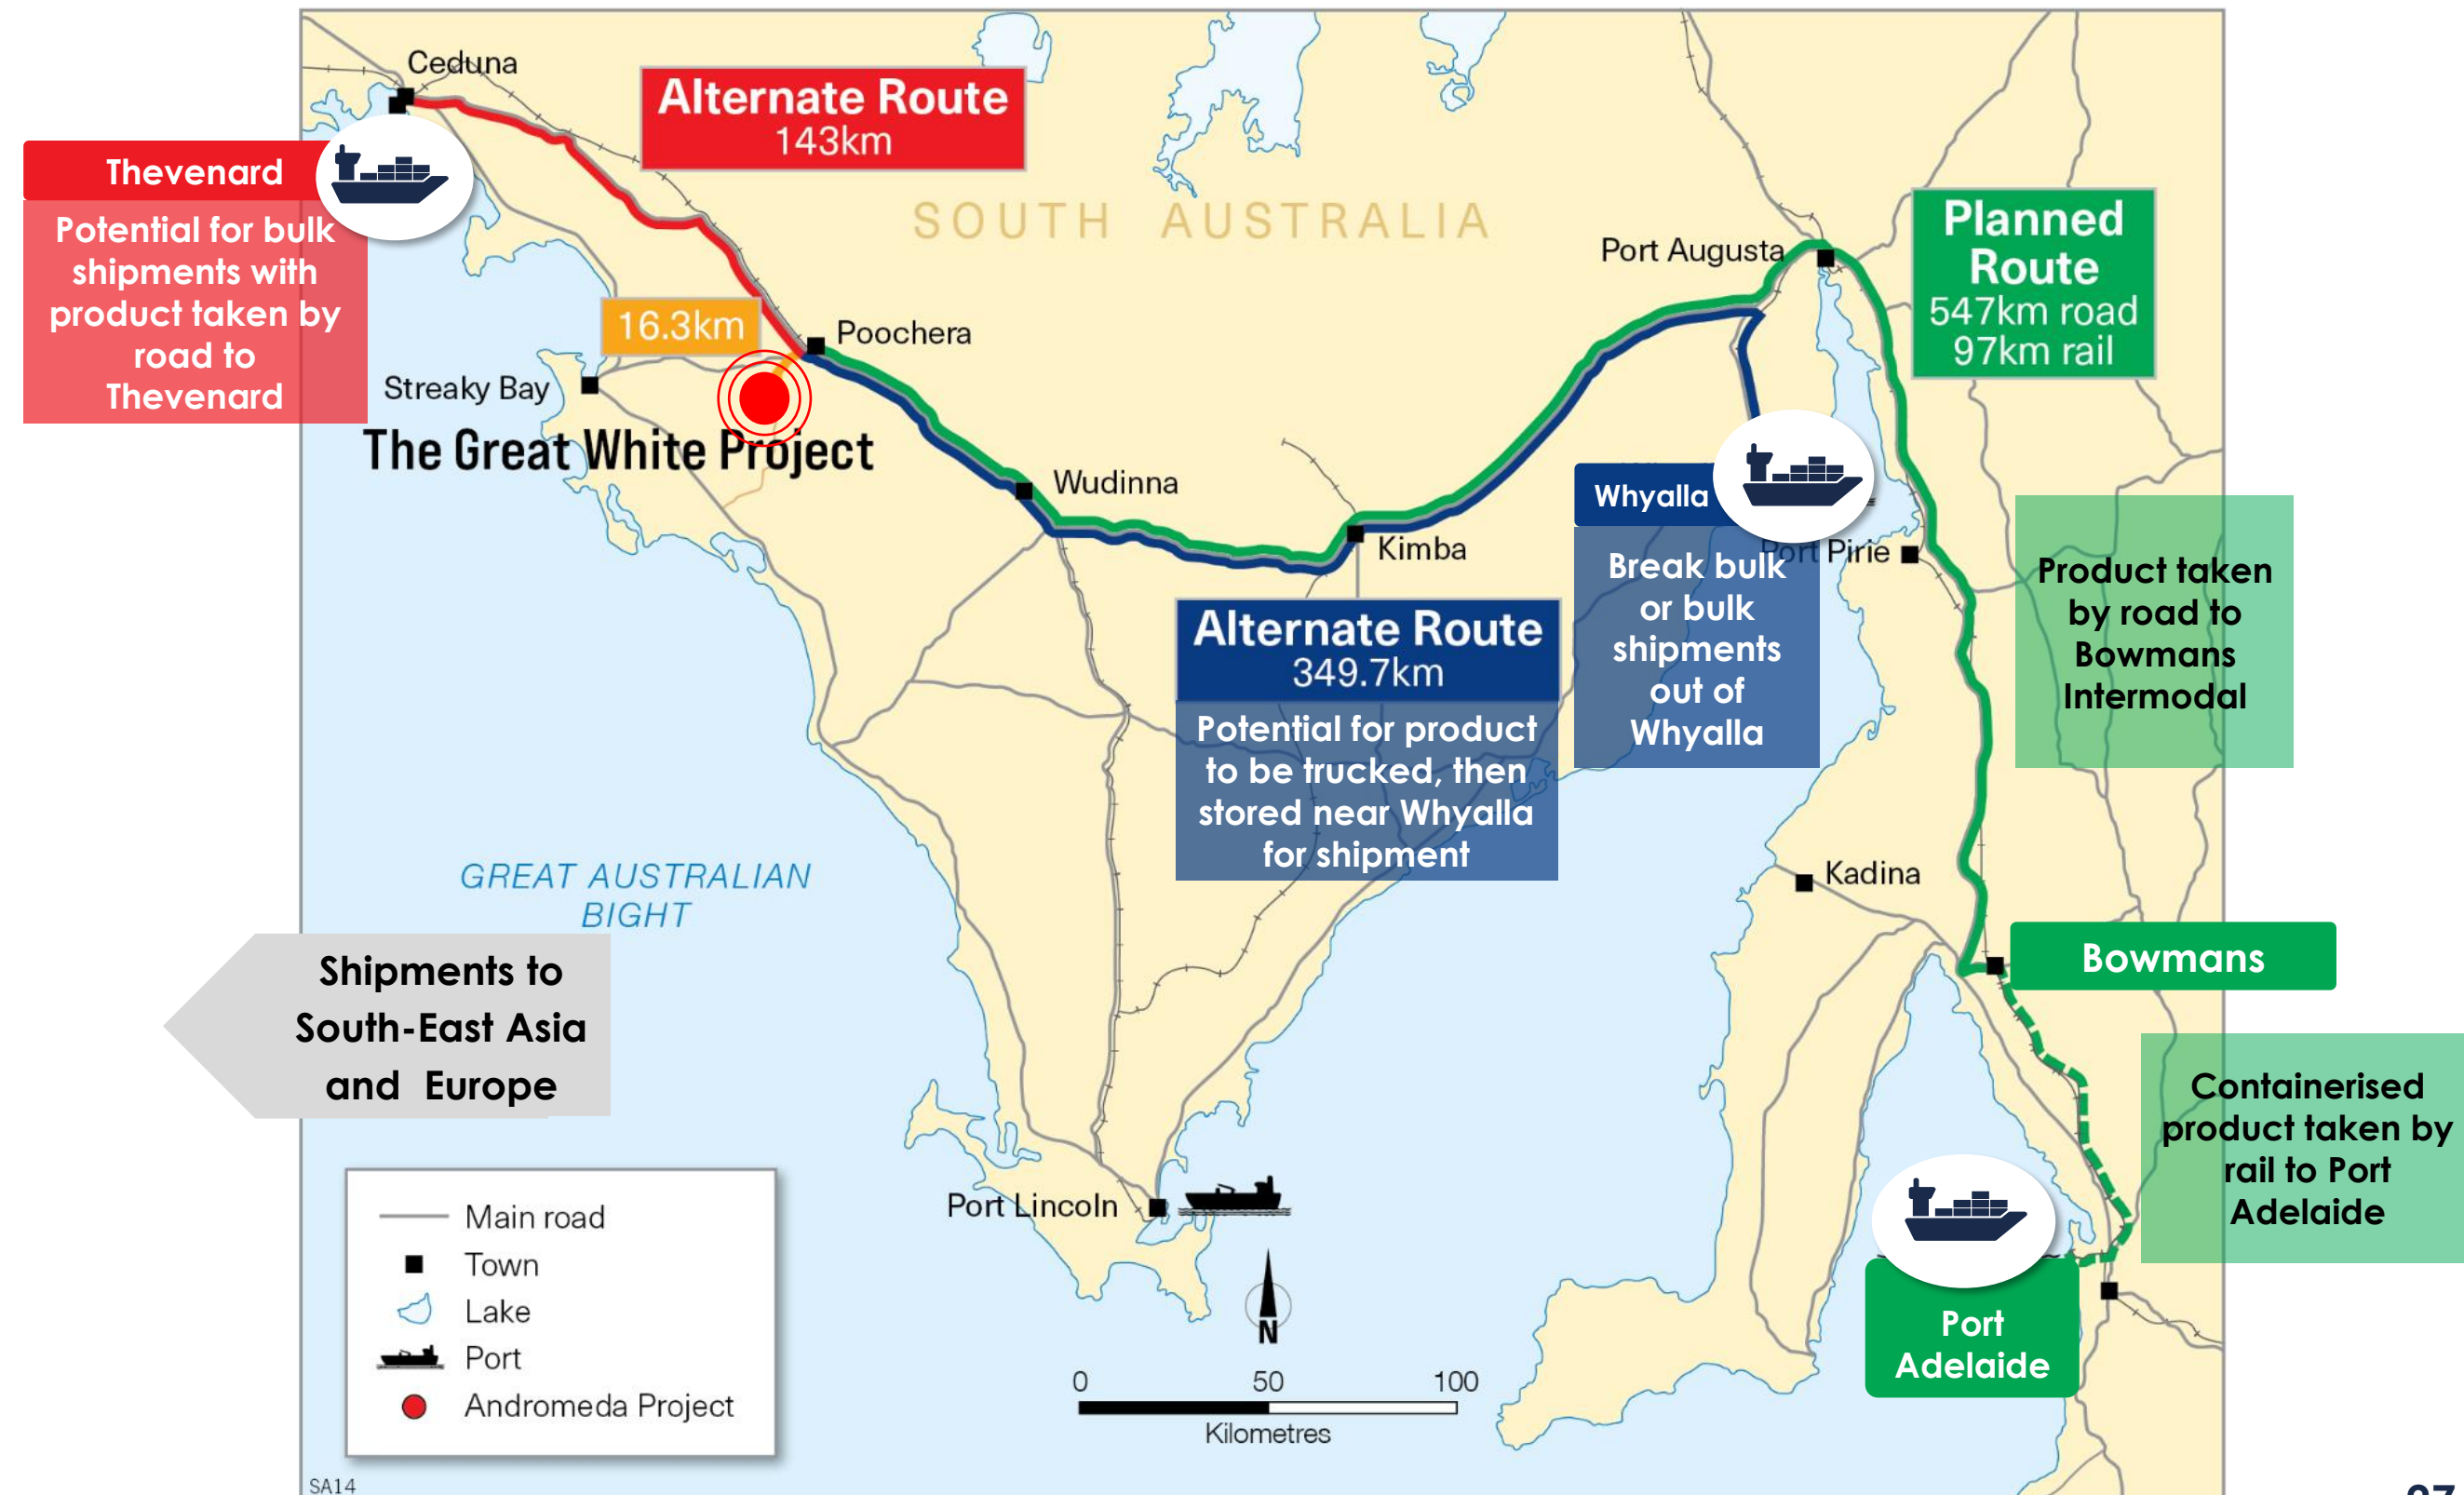 Ceduna
Alternate Route
143km
Thevenard
Potential for bulk
shipments with
product taken by
road to
Thevenard
SOUTH AUSTRALIA
Port Augusta
Planned
Route
547km road
97km rail
16.3km
Poochera
Streaky Bay
The Great White Project
Wudinna
Kimba
Whyalla
Break bulk
or bulk
shipments
out of
Whyalla
Port Pirie
Product taken
by road to
Bowmans
Intermodal
Alternate Route
349.7km
Potential for product
to be trucked, then
stored near Whyalla
for shipment
Kadina
GREAT AUSTRALIAN
BIGHT
Bowmans
Shipments to
South-East Asia
and Europe
Containerised
product taken by
rail to Port
Adelaide
Port Lincoln
Port
Adelaide
Main road
Town
Lake
Port
Andromeda Project
N
0 50 100
Kilometres
SA14